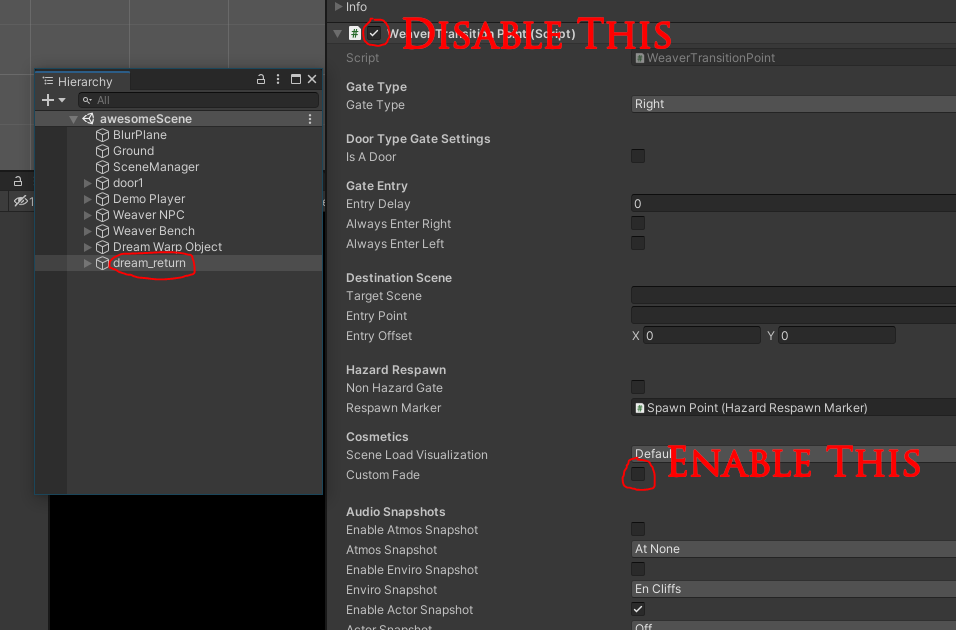 Info
Weaver Transition Point (Script)
DISABLE THIS
Script
WeaverTransitionPoint
Gate Type
Gate Type
Right
Door Type Gate Settings
Is A Door
Gate Entry
Entry Delay
0
Always Enter Right
Always Enter Left
Destination Scene
Target Scene
Entry Point
Entry Offset
X 0
Y 0
Hazard Respawn
Non Hazard Gate
Respawn Marker
Spawn Point (Hazard Respawn Marker)
Cosmetics
Scene Load Visualization
Default
Custom Fade
ENABLE THIS
Audio Snapshots
Enable Atmos Snapshot
Atmos Snapshot
At None
Enable Enviro Snapshot
Enviro Snapshot
En Cliffs
Enable Actor Snapshot
Actor Snapshot
Off
Hierarchy
All
awesomeScene
BlurPlane
Ground
SceneManager
door1
Demo Player
Weaver NPC
Weaver Bench
Dream Warp Object
dream_return